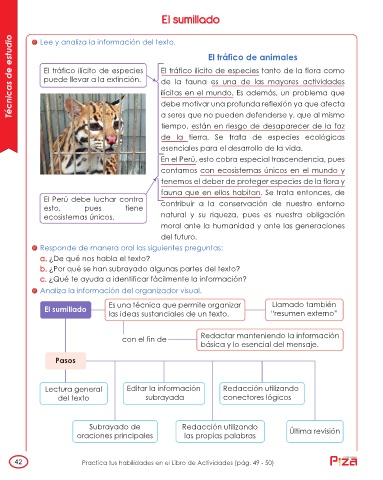 El sumillado
Técnicas de estudio
Lee y analiza la información del texto.
El tráfico de animales
El tráfico ilícito de especies
puede llevar a la extinción.
El tráfico ilícito de especies tanto de la flora como
de la fauna es una de las mayores actividades
ilícitas en el mundo. Es además, un problema que
debe motivar una profunda reflexión ya que afecta
a seres que no pueden defenderse y, que al mismo
tiempo, están en riesgo de desaparecer de la faz
de la tierra. Se trata de especies ecológicas
esenciales para el desarrollo de la vida.
En el Perú, esto cobra especial trascendencia, pues
contamos con ecosistemas únicos en el mundo y
tenemos el deber de proteger especies de la flora y
fauna que en ellos habitan. Se trata entonces, de
contribuir a la conservación de nuestro entorno
natural y su riqueza, pues es nuestra obligación
moral ante la humanidad y ante las generaciones
del futuro.
El Perú debe luchar contra
esto, pues tiene
ecosistemas únicos.
Responde de manera oral las siguientes preguntas:
a. ¿De qué nos habla el texto?
b. ¿Por qué se han subrayado algunas partes del texto?
c. ¿Qué te ayuda a identificar fácilmente la información?
Analiza la información del organizador visual.
El sumillado
Es una técnica que permite organizar
las ideas sustanciales de un texto.
Llamado también
"resumen externo"
con el fin de
Redactar manteniendo la información
básica y lo esencial del mensaje.
Pasos
Lectura general
del texto
Editar la información
subrayada
Redacción utilizando
conectores lógicos
Subrayado de
oraciones principales
Redacción utilizando
las propias palabras
Última revisión
42
Practica tus habilidades en el Libro de Actividades (pág. 49 - 50)